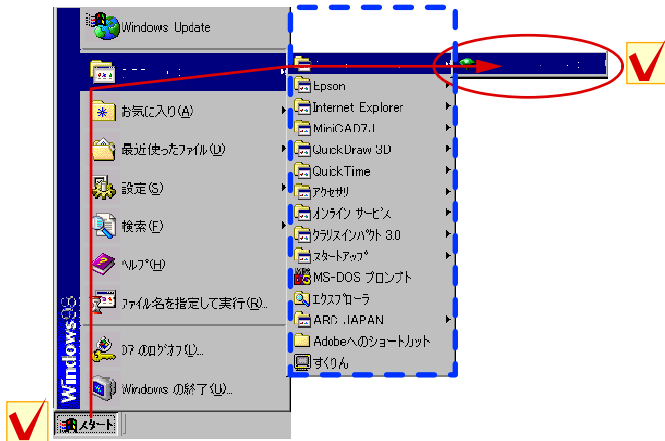 Windows Update
お気に入り(A)
最近使ったファイル(D)
設定(S)
検索(F)
ヘルプ(H)
ファイル名を指定して実行(R)...
のログオフ(L)...
Windows の終了(U)...
Windows98
スタート
Epson
Internet Explorer
MiniCAD7J
QuickDraw 3D
QuickTime
アクセサリ
オンライン サービス
クラリスインパクト 3.0
スタートアップ
MS-DOS プロンプト
エクスプローラ
ARC JAPAN
Adobeへのショートカット
すくりん